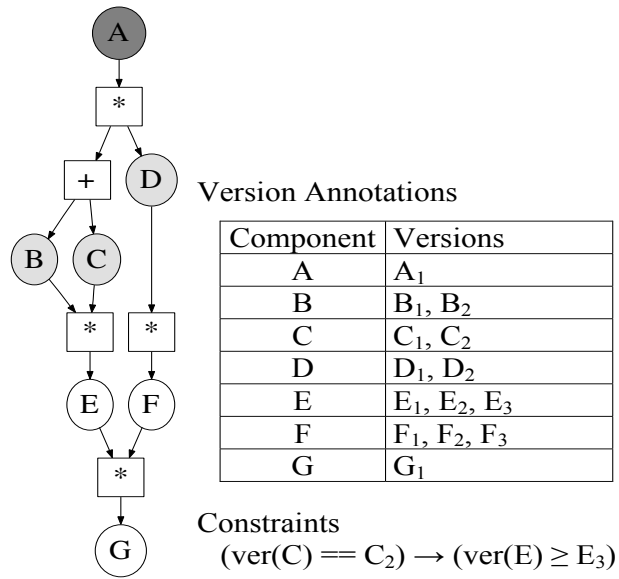 A
*
+
D
B
C
*
*
E
F
*
G
Version Annotations
Component Versions
A A₁
B B₁, B₂
C C₁, C₂
D D₁, D₂
E E₁, E₂, E₃
F F₁, F₂, F₃
G G₁
Constraints
(ver(C) == C₂) → (ver(E) ≥ E₃)